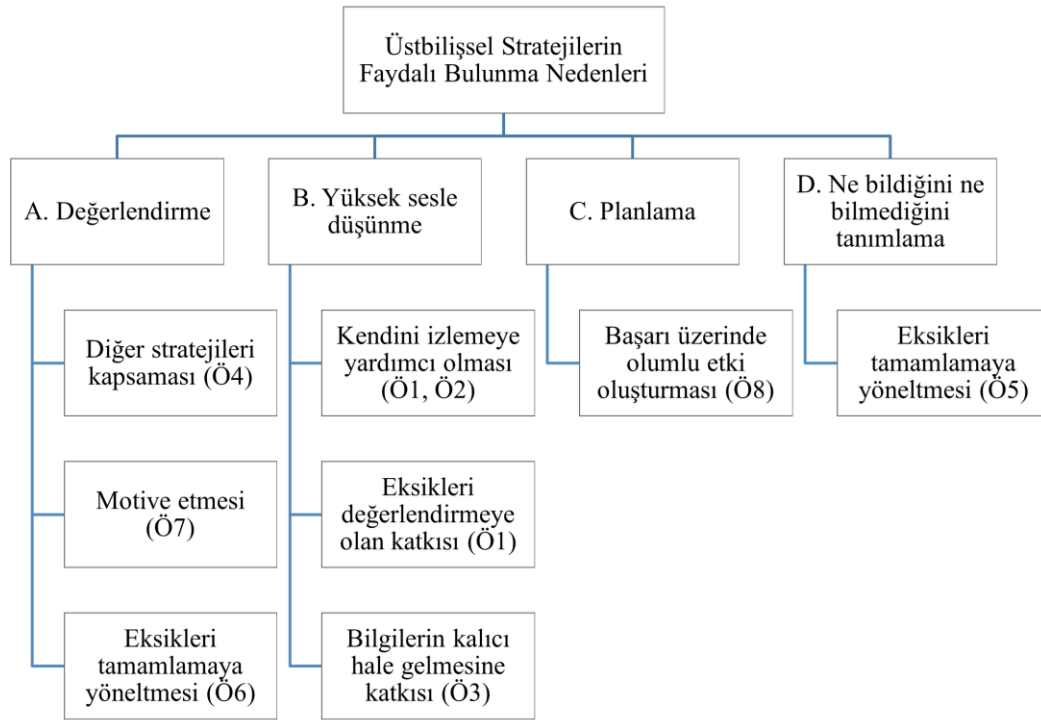 Üstbilişsel Stratejilerin
Faydalı Bulunma Nedenleri
A. Değerlendirme
Diğer stratejileri
kapsaması (Ö4)
Motive etmesi
(Ö7)
Eksikleri
tamamlamaya
yöneltmesi (Ö6)
B. Yüksek sesle
düşünme
Kendini izlemeye
yardımcı olması
(Ö1, Ö2)
Eksikleri
değerlendirmeye
olan katkısı (Ö1)
Bilgilerin kalıcı
hale gelmesine
katkısı (Ö3)
C. Planlama
Başarı üzerinde
olumlu etki
oluşturması (Ö8)
D. Ne bildiğini ne
bilmediğini
tanımlama
Eksikleri
tamamlamaya
yöneltmesi (Ö5)